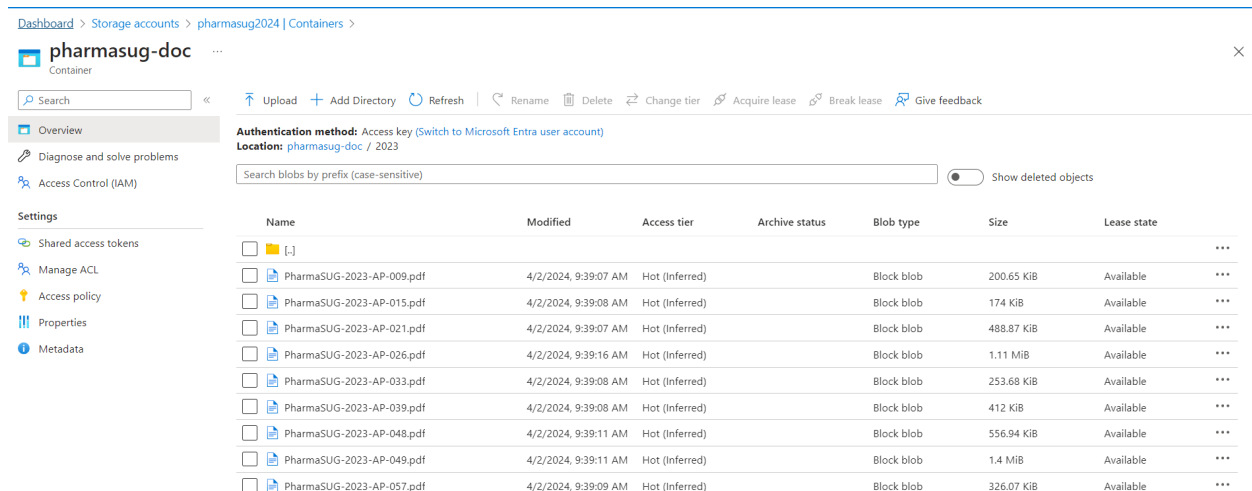 Dashboard > Storage accounts > pharmasug2024 | Containers >
pharmasug-doc ...
Container
Search
«
Overview
Diagnose and solve problems
Access Control (IAM)
Settings
Shared access tokens
Manage ACL
Access policy
Properties
Metadata
Upload Add Directory Refresh Rename Delete Change tier Acquire lease Break lease Give feedback
Authentication method: Access key (Switch to Microsoft Entra user account)
Location: pharmasug-doc / 2023
Search blobs by prefix (case-sensitive)
Show deleted objects
Name Modified Access tier Archive status Blob type Size Lease state
[..] ...
PharmaSUG-2023-AP-009.pdf 4/2/2024, 9:39:07 AM Hot (Inferred) Block blob 200.65 KiB Available ...
PharmaSUG-2023-AP-015.pdf 4/2/2024, 9:39:08 AM Hot (Inferred) Block blob 174 KiB Available ...
PharmaSUG-2023-AP-021.pdf 4/2/2024, 9:39:07 AM Hot (Inferred) Block blob 488.87 KiB Available ...
PharmaSUG-2023-AP-026.pdf 4/2/2024, 9:39:16 AM Hot (Inferred) Block blob 1.11 MiB Available ...
PharmaSUG-2023-AP-033.pdf 4/2/2024, 9:39:08 AM Hot (Inferred) Block blob 253.68 KiB Available ...
PharmaSUG-2023-AP-039.pdf 4/2/2024, 9:39:08 AM Hot (Inferred) Block blob 412 KiB Available ...
PharmaSUG-2023-AP-048.pdf 4/2/2024, 9:39:11 AM Hot (Inferred) Block blob 556.94 KiB Available ...
PharmaSUG-2023-AP-049.pdf 4/2/2024, 9:39:11 AM Hot (Inferred) Block blob 1.4 MiB Available ...
PharmaSUG-2023-AP-057.pdf 4/2/2024, 9:39:09 AM Hot (Inferred) Block blob 326.07 KiB Available ...